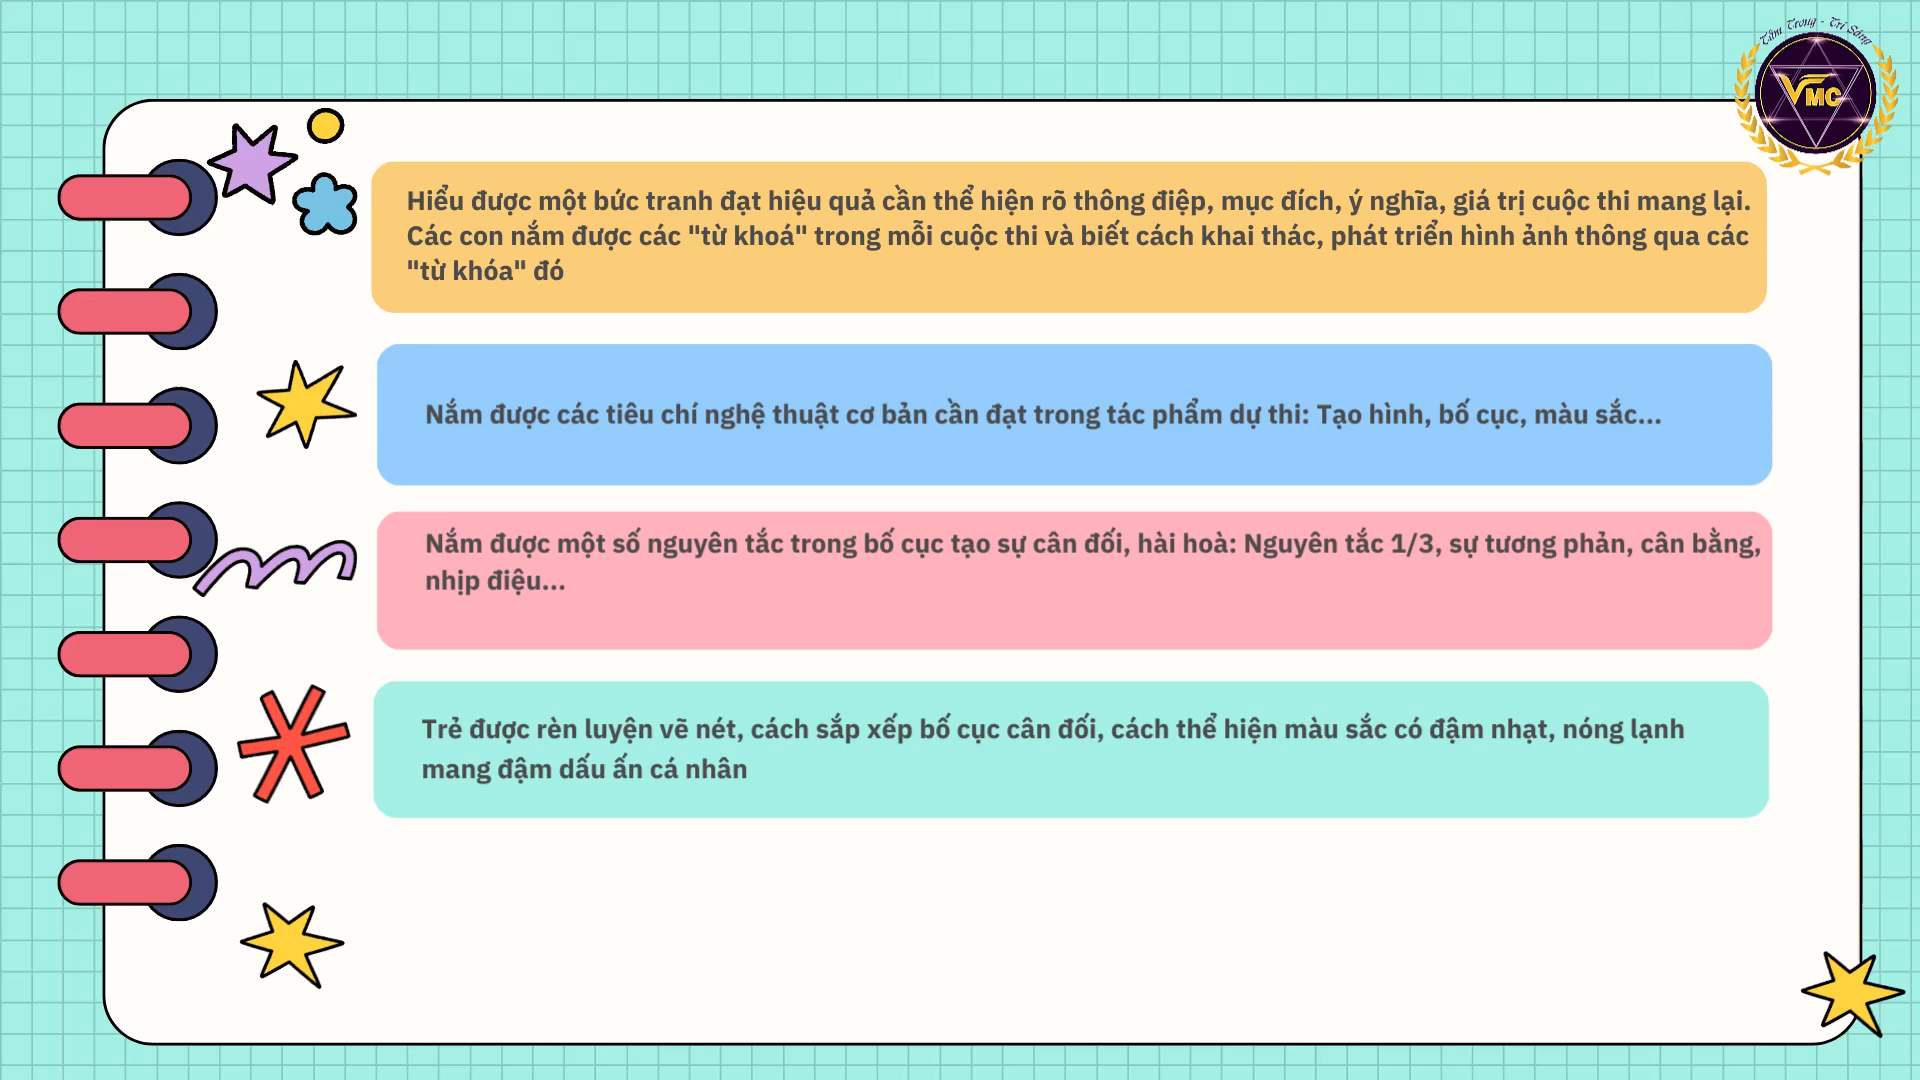 Tâm Trong - Trí Sáng
VMC
Hiểu được một bức tranh đạt hiệu quả cần thể hiện rõ thông điệp, mục đích, ý nghĩa, giá trị cuộc thi mang lại.
Các con nắm được các "từ khoá" trong mỗi cuộc thi và biết cách khai thác, phát triển hình ảnh thông qua các
"từ khóa" đó
Nắm được các tiêu chí nghệ thuật cơ bản cần đạt trong tác phẩm dự thi: Tạo hình, bố cục, màu sắc...
Nắm được một số nguyên tắc trong bố cục tạo sự cân đối, hài hoà: Nguyên tắc 1/3, sự tương phản, cân bằng,
nhịp điệu...
Trẻ được rèn luyện vẽ nét, cách sắp xếp bố cục cân đối, cách thể hiện màu sắc có đậm nhạt, nóng lạnh
mang đậm dấu ấn cá nhân